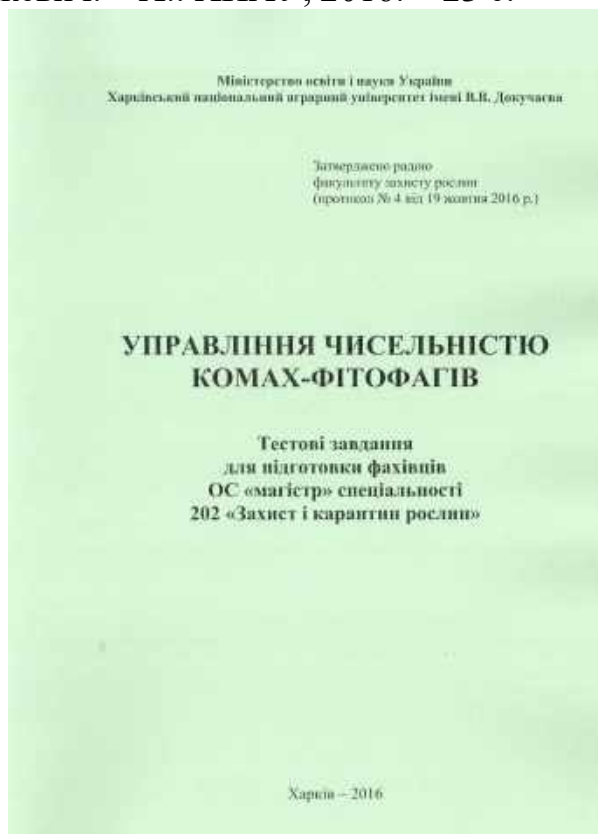 2016. – 25 с.
Міністерство освіти і науки України
Харківський національний аграрний університет імені В.В. Докучаєва
Затверджено радою
факультету захисту рослин
(протокол № 4 від 19 жовтня 2016 р.)
УПРАВЛІННЯ ЧИСЕЛЬНІСТЮ
КОМАХ-ФІТОФАГІВ
Тестові завдання
для підготовки фахівців
ОС «магістр» спеціальності
202 «Захист і карантин рослин»
Харків – 2016